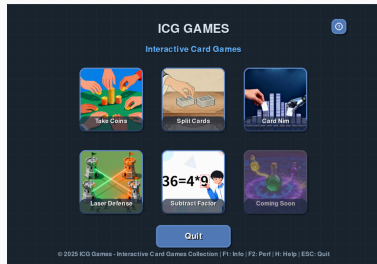 ICG GAMES
Interactive Card Games
Take Coins
Split Cards
Card Nim
Laser Defense
36=4*9
Subtract Factor
Coming Soon
Quit
© 2025 ICG Games - Interactive Card Games Collection | F1: Info | F2: Perf | H: Help | ESC: Quit